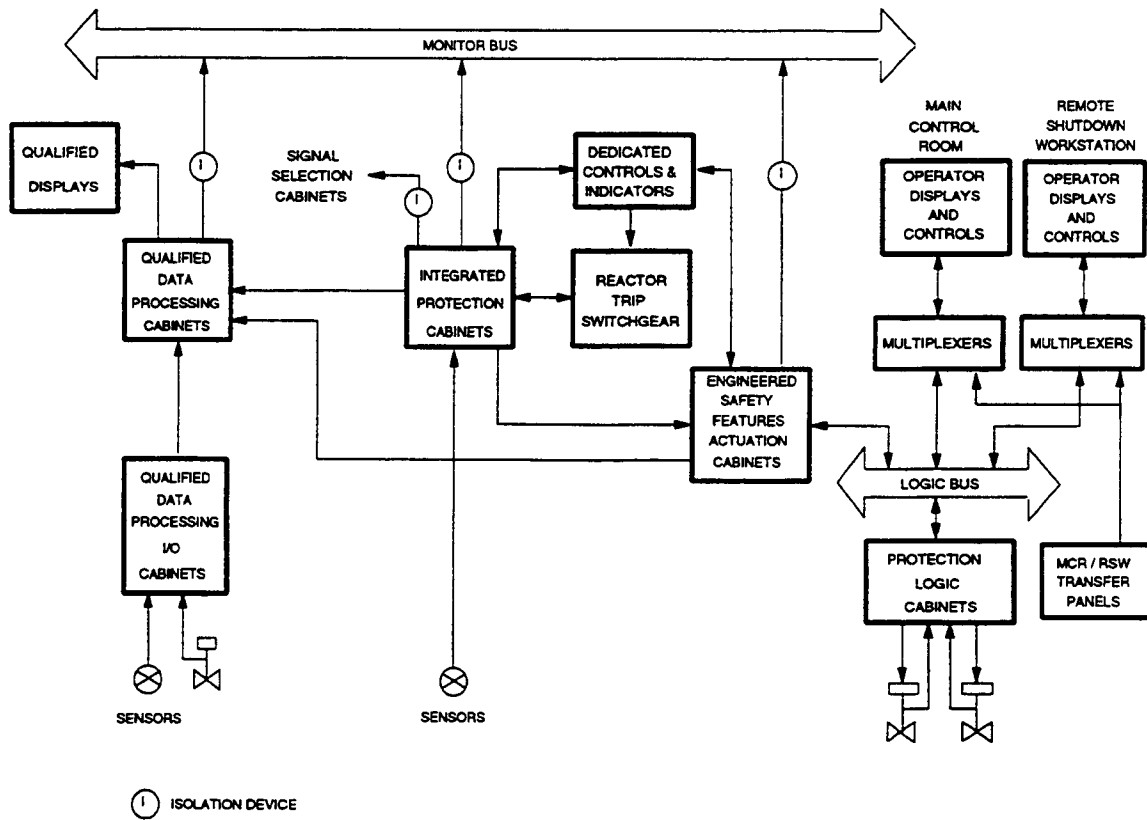 MONITOR BUS
QUALIFIED
DISPLAYS
I
SIGNAL
SELECTION
CABINETS
I
I
DEDICATED
CONTROLS &
INDICATORS
I
MAIN
CONTROL
ROOM
REMOTE
SHUTDOWN
WORKSTATION
OPERATOR
DISPLAYS
AND
CONTROLS
OPERATOR
DISPLAYS
AND
CONTROLS
QUALIFIED
DATA
PROCESSING
CABINETS
INTEGRATED
PROTECTION
CABINETS
REACTOR
TRIP
SWITCHGEAR
MULTIPLEXERS
MULTIPLEXERS
ENGINEERED
SAFETY
FEATURES
ACTUATION
CABINETS
QUALIFIED
DATA
PROCESSING
I/O
CABINETS
LOGIC BUS
PROTECTION
LOGIC
CABINETS
MCR / RSW
TRANSFER
PANELS
SENSORS
SENSORS
I ISOLATION DEVICE